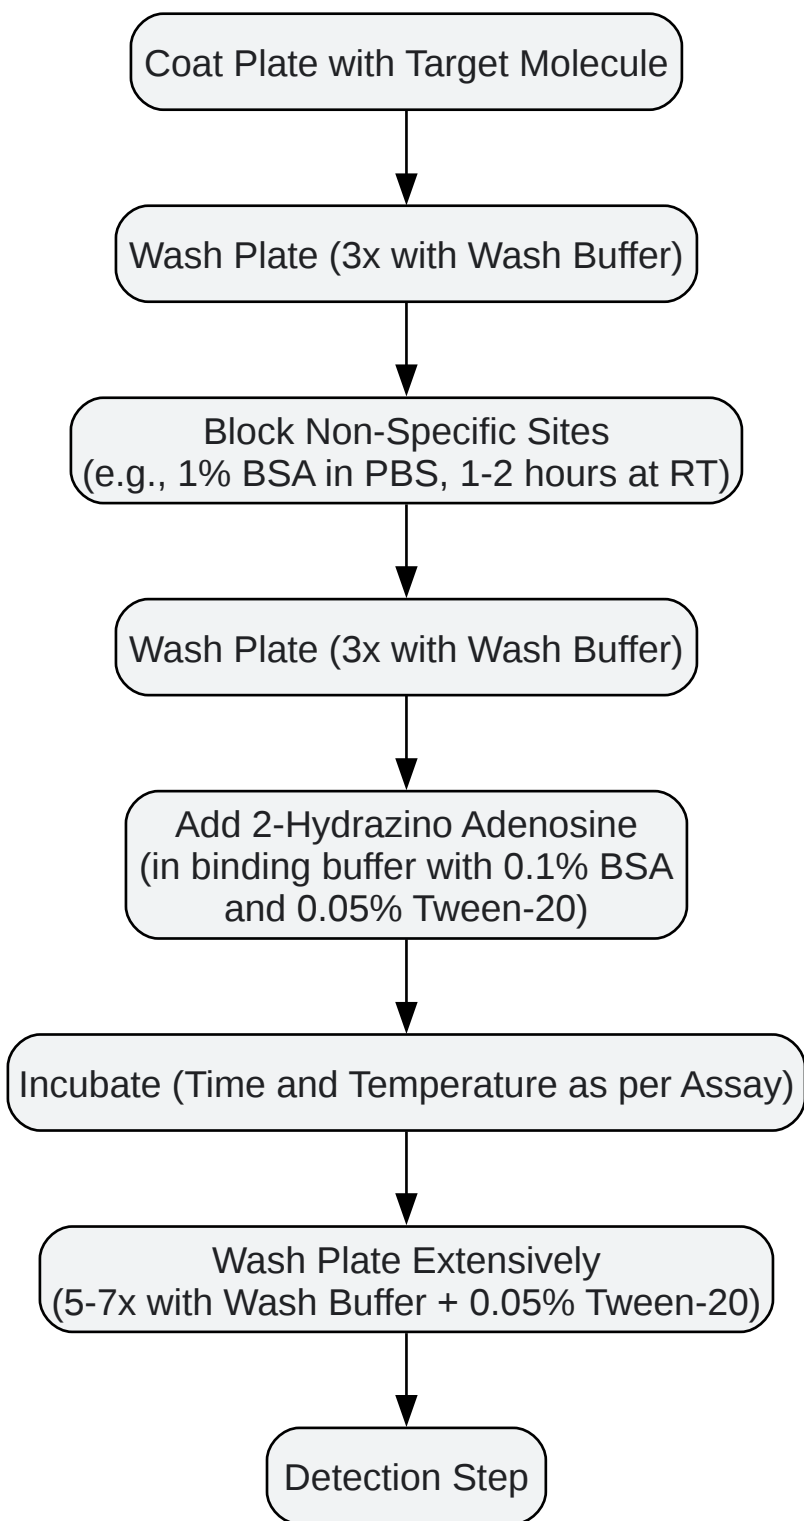 Coat Plate with Target Molecule
Wash Plate (3x with Wash Buffer)
Block Non-Specific Sites
(e.g., 1% BSA in PBS, 1-2 hours at RT)
Wash Plate (3x with Wash Buffer)
Add 2-Hydrazino Adenosine
(in binding buffer with 0.1% BSA
and 0.05% Tween-20)
Incubate (Time and Temperature as per Assay)
Wash Plate Extensively
(5-7x with Wash Buffer + 0.05% Tween-20)
Detection Step